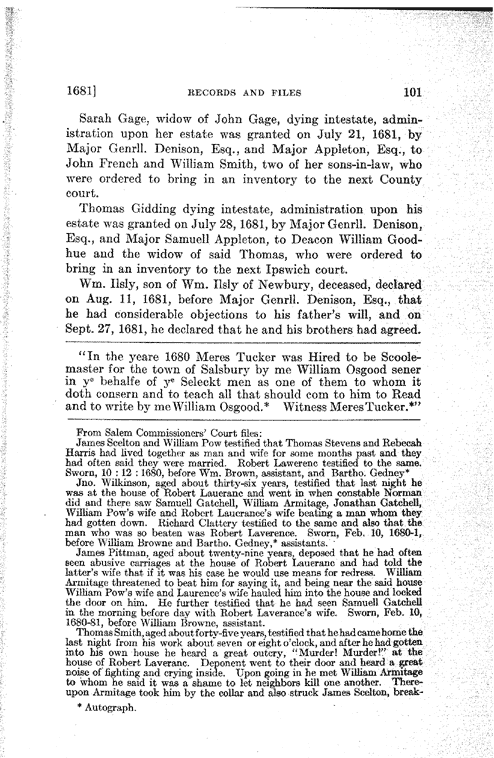 1681] RECORDS AND FILES 101
Sarah Gage, widow of John Gage, dying intestate, admin-
istration upon her estate was granted on July 21, 1681, by
Major Genrll. Denison, Esq., and Major Appleton, Esq., to
John French and William Smith, two of her sons-in-law, who
were ordered to bring in an inventory to the next County
court.
Thomas Gidding dying intestate, administration upon his
estate was granted on July 28, 1681, by Major Genrll. Denison,
Esq., and Major Samuell Appleton, to Deacon William Good-
hue and the widow of said Thomas, who were ordered to
bring in an inventory to the next Ipswich court.
Wm. Ilsly, son of Wm. Ilsly of Newbury, deceased, declared
on Aug. 11, 1681, before Major Genrll. Denison, Esq., that
he had considerable objections to his father's will, and on
Sept. 27, 1681, he declared that he and his brothers had agreed.
"In the yeare 1680 Meres Tucker was Hired to be Scoole-
master for the town of Salsbury by me William Osgood sener
in yᵉ behalfe of yᵉ Seleckt men as one of them to whom it
doth consern and to teach all that should com to him to Read
and to write by me William Osgood.* Witness Meres Tucker.*"
From Salem Commissioners' Court files:
James Scelton and William Pow testified that Thomas Stevens and Rebecah
Harris had lived together as man and wife for some months past and they
had often said they were married. Robert Lawerenc testified to the same.
Sworn, 10 : 12 : 1680, before Wm. Brown, assistant, and Bartho. Gedney*
Jno. Wilkinson, aged about thirty-six years, testified that last night he
was at the house of Robert Laueranc and went in when constable Norman
did and there saw Samuell Gatchell, William Armitage, Jonathan Gatchell,
William Pow's wife and Robert Laucrance's wife beating a man whom they
had gotten down. Richard Clattery testified to the same and also that the
man who was so beaten was Robert Laverence. Sworn, Feb. 10, 1680-1,
before William Browne and Bartho. Gedney,* assistants.
James Pittman, aged about twenty-nine years, deposed that he had often
seen abusive carriages at the house of Robert Lauerance and had told the
latter's wife that if it was his case he would use means for redress. William
Armitage threatened to beat him for saying it, and being near the said house
William Pow's wife and Laurence's wife hauled him into the house and locked
the door on him. He further testified that he had seen Samuell Gatchell
in the morning before day with Robert Laverance's wife. Sworn, Feb. 10,
1680-81, before William Browne, assistant.
Thomas Smith, aged about forty-five years, testified that he had came home the
last night from his work about seven or eight o'clock, and after he had gotten
into his own house he heard a great outcry, "Murder! Murder!" at the
house of Robert Laveranc. Deponent went to their door and heard a great
noise of fighting and crying inside. Upon going in he met William Armitage
to whom he said it was a shame to let neighbors kill one another. There-
upon Armitage took him by the collar and also struck James Scelton, break-
* Autograph.